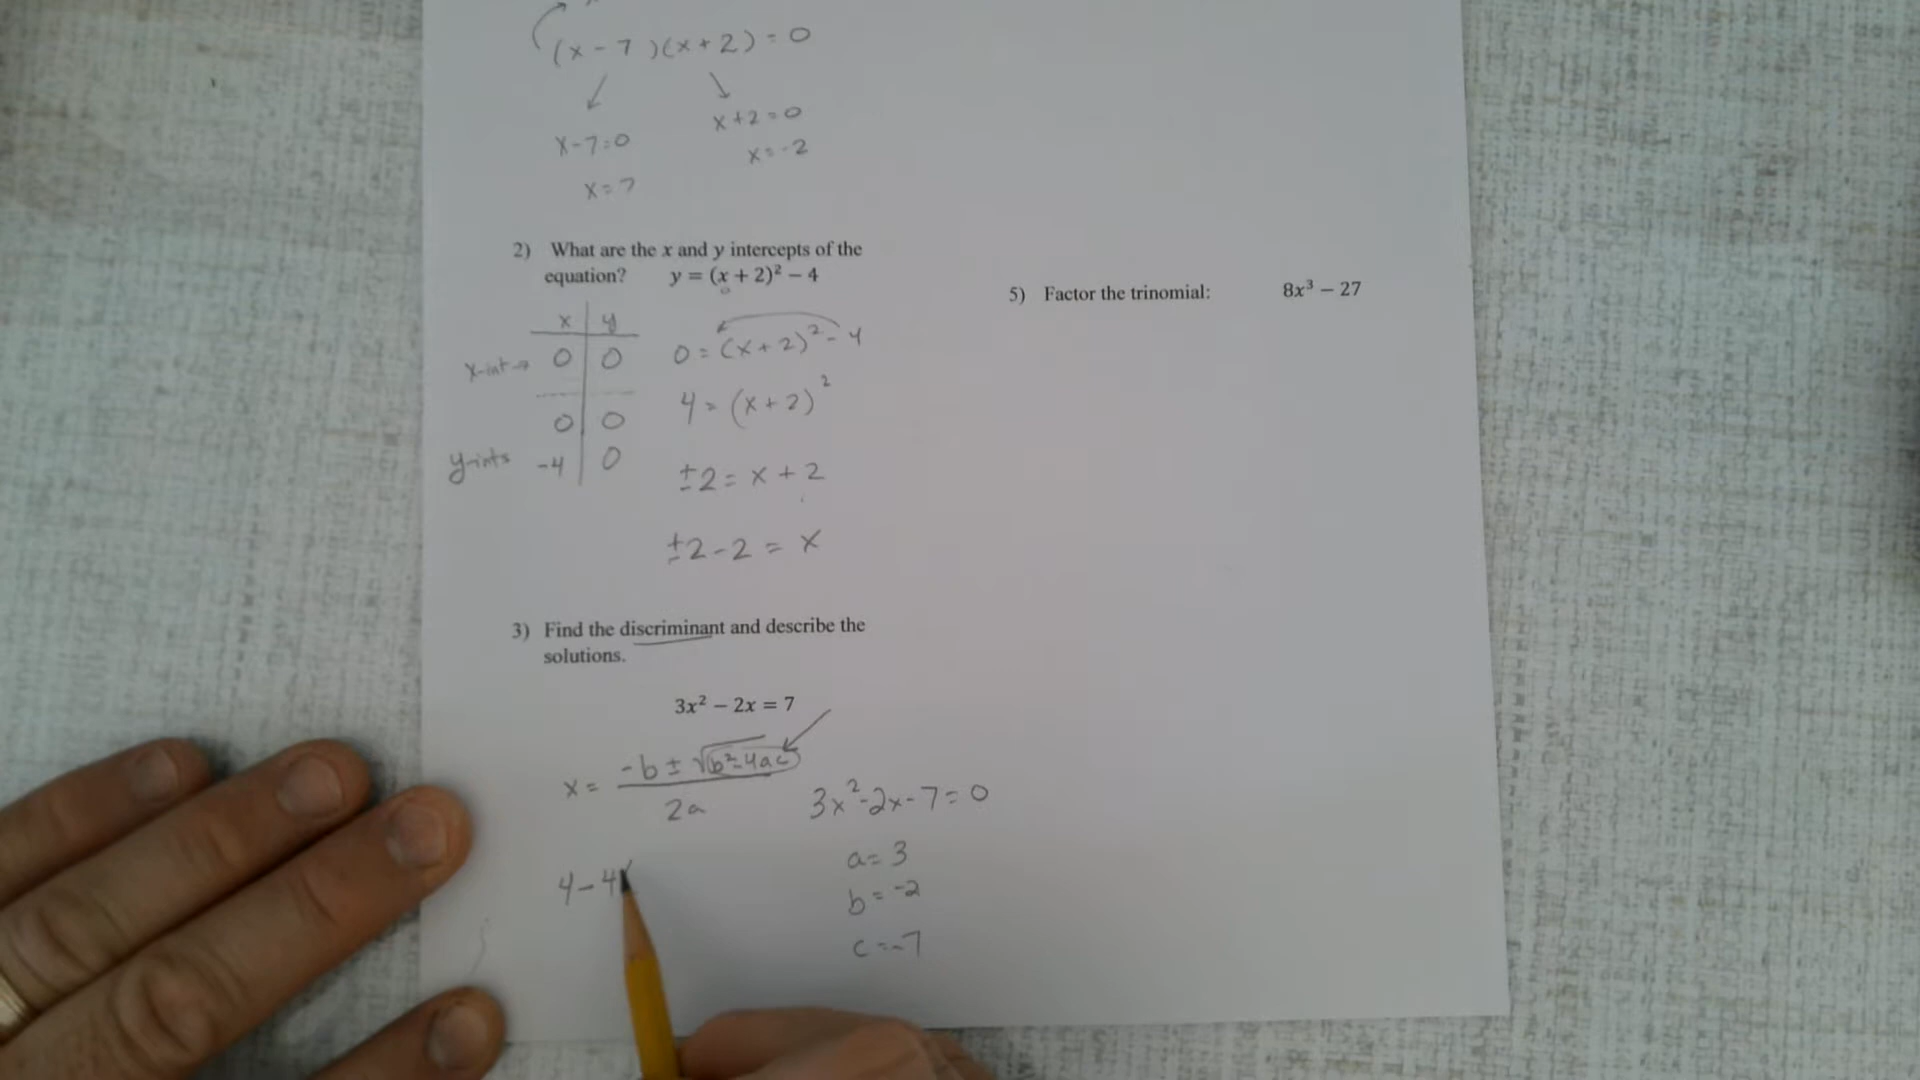 (x - 7)(x + 2) = 0
x - 7 = 0
x + 2 = 0
x = 7
x = -2
2) What are the x and y intercepts of the
equation? y = (x + 2)² − 4
x | y
x-int → 0 | 0
0 | 0
y-ints -4 | 0
0 = (x + 2)² - 4
4 = (x + 2)²
±2 = x + 2
±2 - 2 = x
3) Find the discriminant and describe the
solutions.
3x² − 2x = 7
x = -b ± √b² - 4ac / 2a
3x² - 2x - 7 = 0
a = 3
b = -2
c = -7
4 - 4(
5) Factor the trinomial: 8x³ − 27